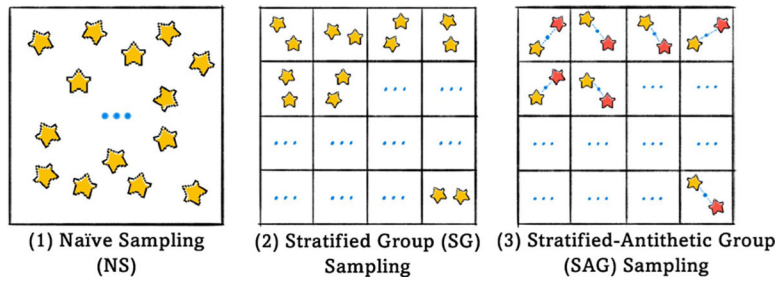 (1) Naïve Sampling
(NS)
(2) Stratified Group (SG)
Sampling
(3) Stratified-Antithetic Group
(SAG) Sampling